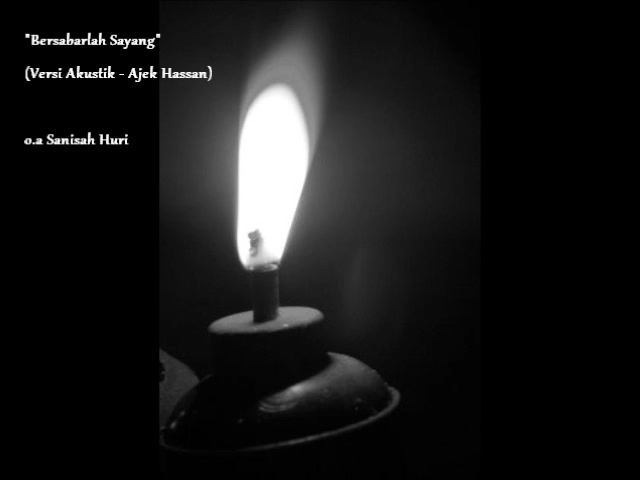 "Bersabarlah Sayang"
(Versi Akustik - Ajek Hassan)
o.a Sanisah Huri